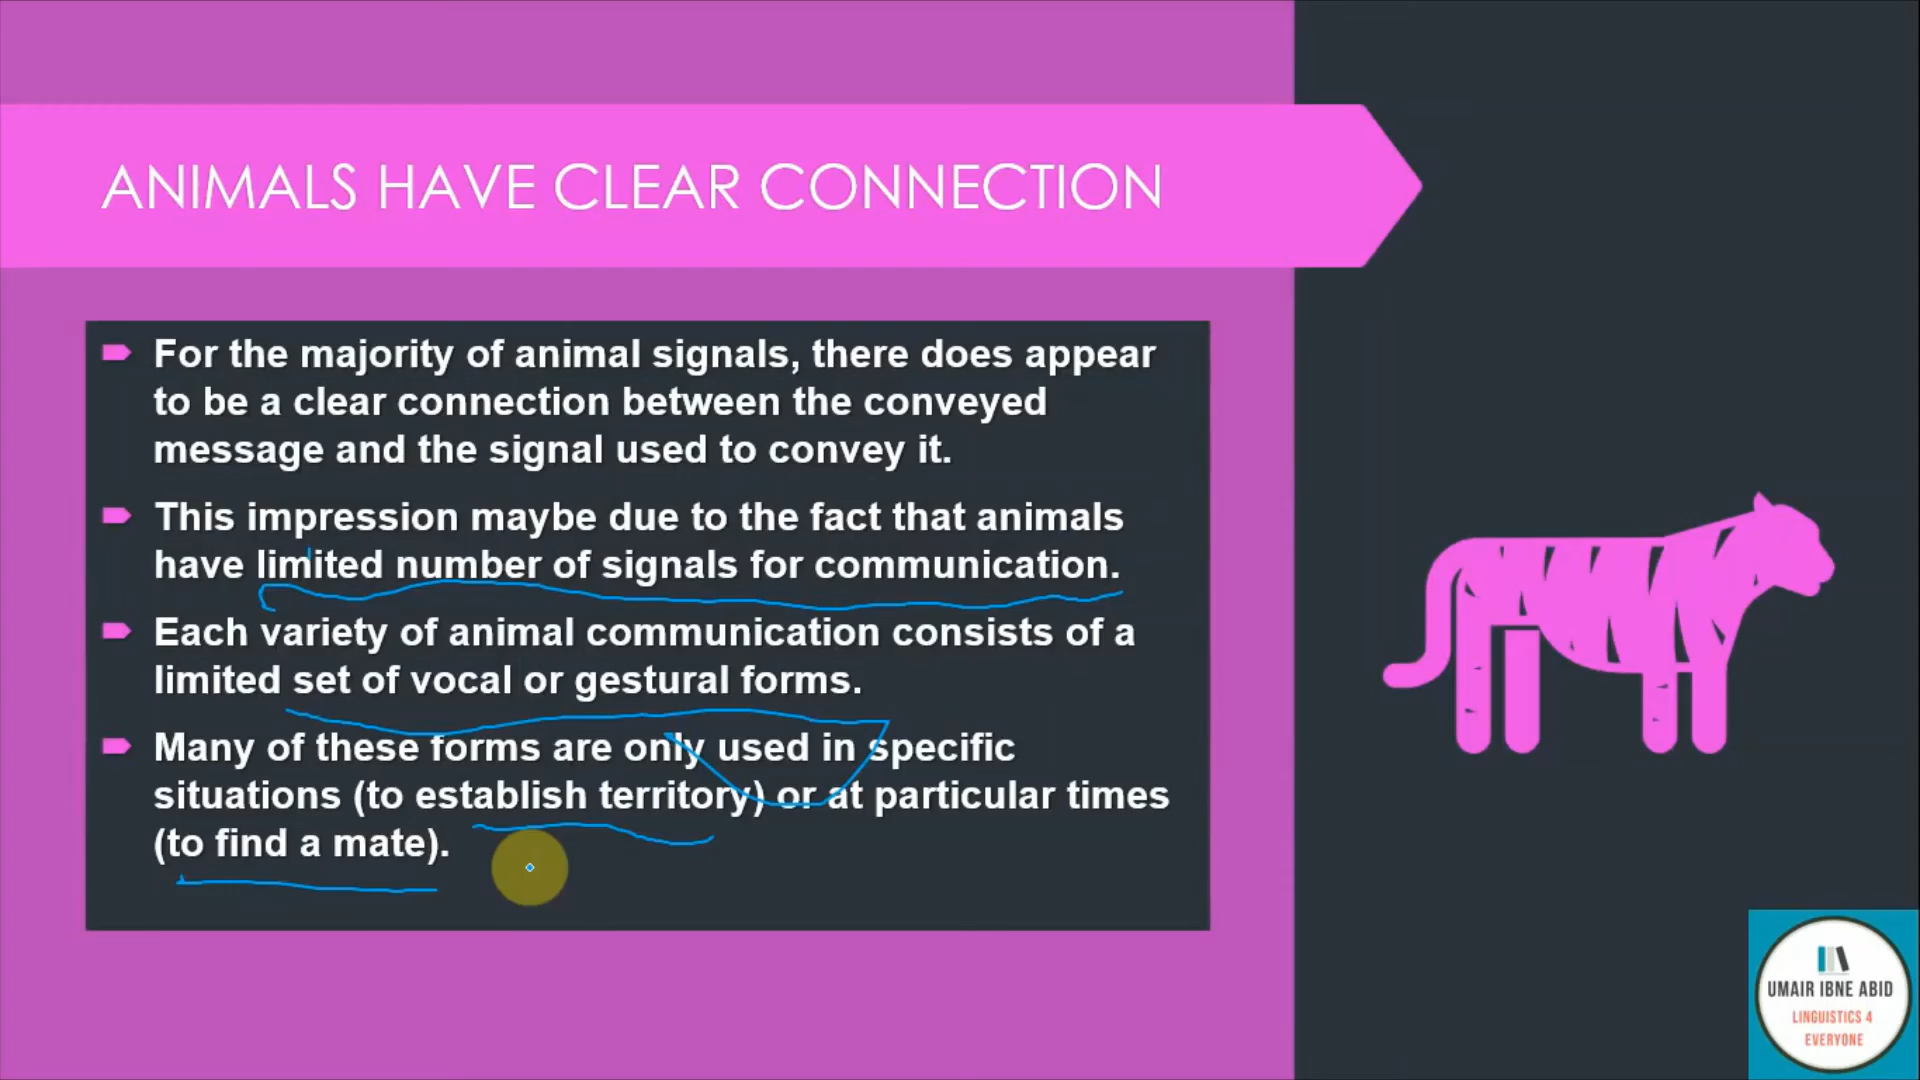 ANIMALS HAVE CLEAR CONNECTION
For the majority of animal signals, there does appear
to be a clear connection between the conveyed
message and the signal used to convey it.
This impression maybe due to the fact that animals
have limited number of signals for communication.
Each variety of animal communication consists of a
limited set of vocal or gestural forms.
Many of these forms are only used in specific
situations (to establish territory) or at particular times
(to find a mate).
UMAIR IBNE ABID
LINGUISTICS 4
EVERYONE